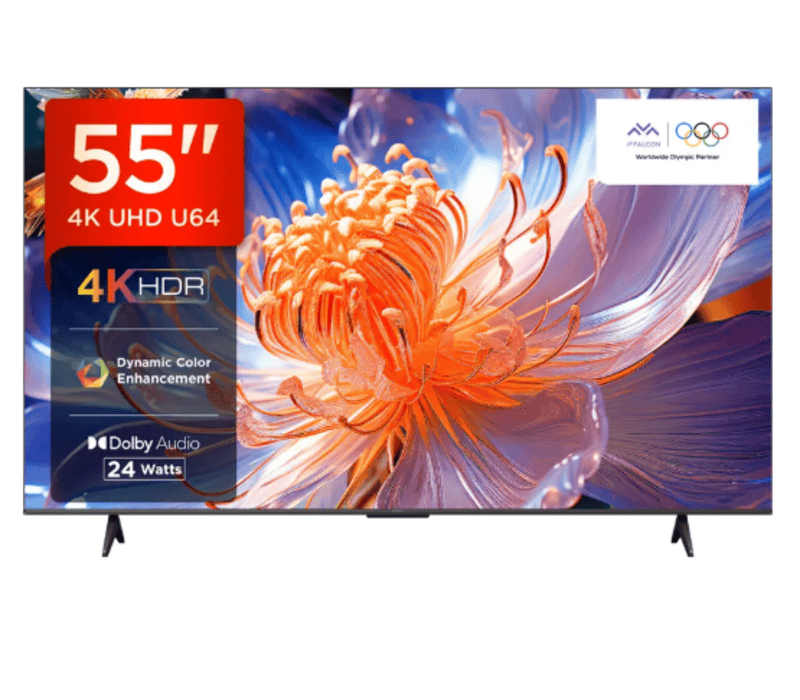 55"
4K UHD U64
4K HDR
Dynamic Color
Enhancement
Dolby Audio
24 Watts
iFFALCON
Worldwide Olympic Partner